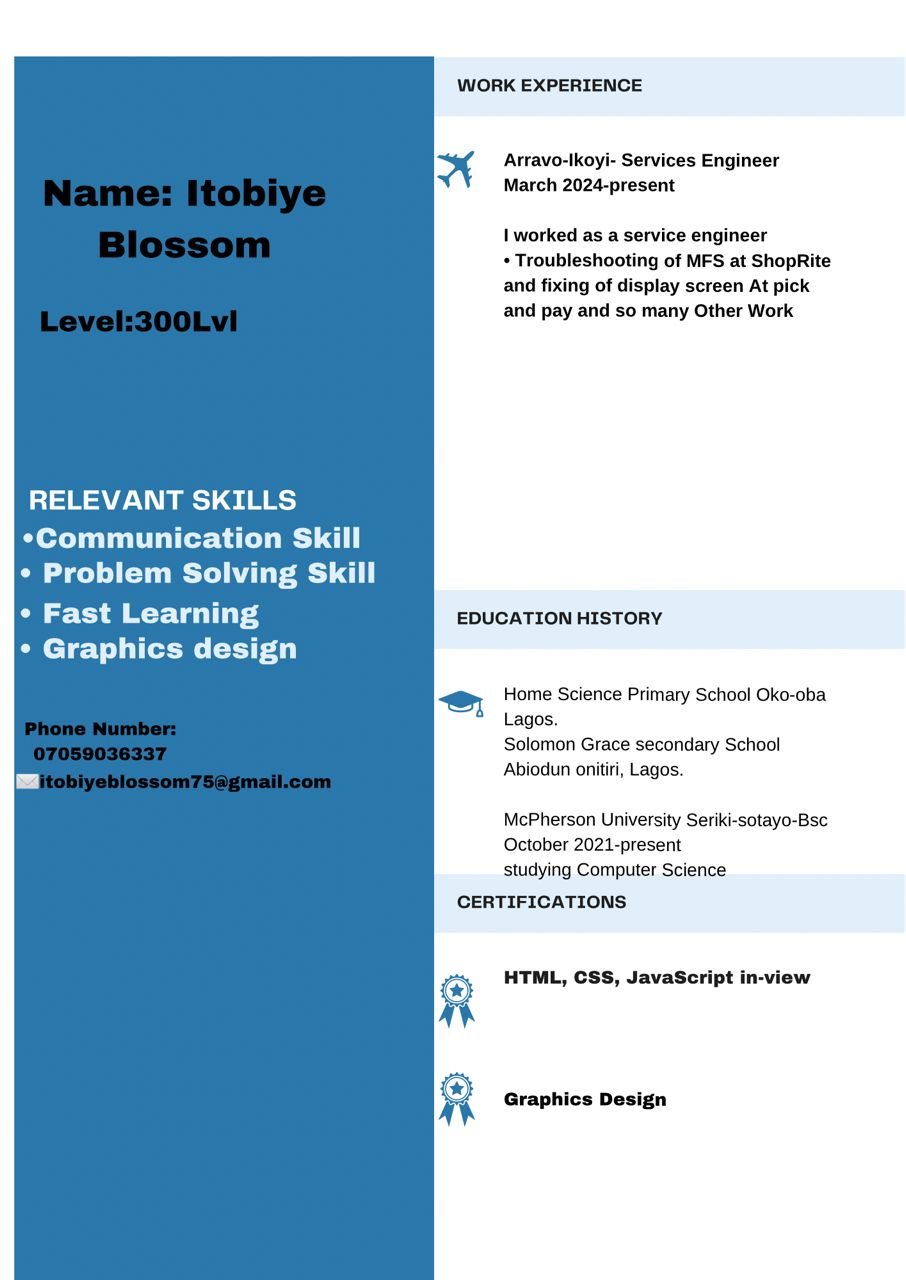 Name: Itobiye
Blossom
Level:300Lvl
RELEVANT SKILLS
•Communication Skill
• Problem Solving Skill
• Fast Learning
• Graphics design
Phone Number:
07059036337
itobiyeblossom75@gmail.com
WORK EXPERIENCE
Arravo-Ikoyi- Services Engineer
March 2024-present
I worked as a service engineer
• Troubleshooting of MFS at ShopRite
and fixing of display screen At pick
and pay and so many Other Work
EDUCATION HISTORY
Home Science Primary School Oko-oba
Lagos.
Solomon Grace secondary School
Abiodun onitiri, Lagos.
McPherson University Seriki-sotayo-Bsc
October 2021-present
studying Computer Science
CERTIFICATIONS
HTML, CSS, JavaScript in-view
Graphics Design